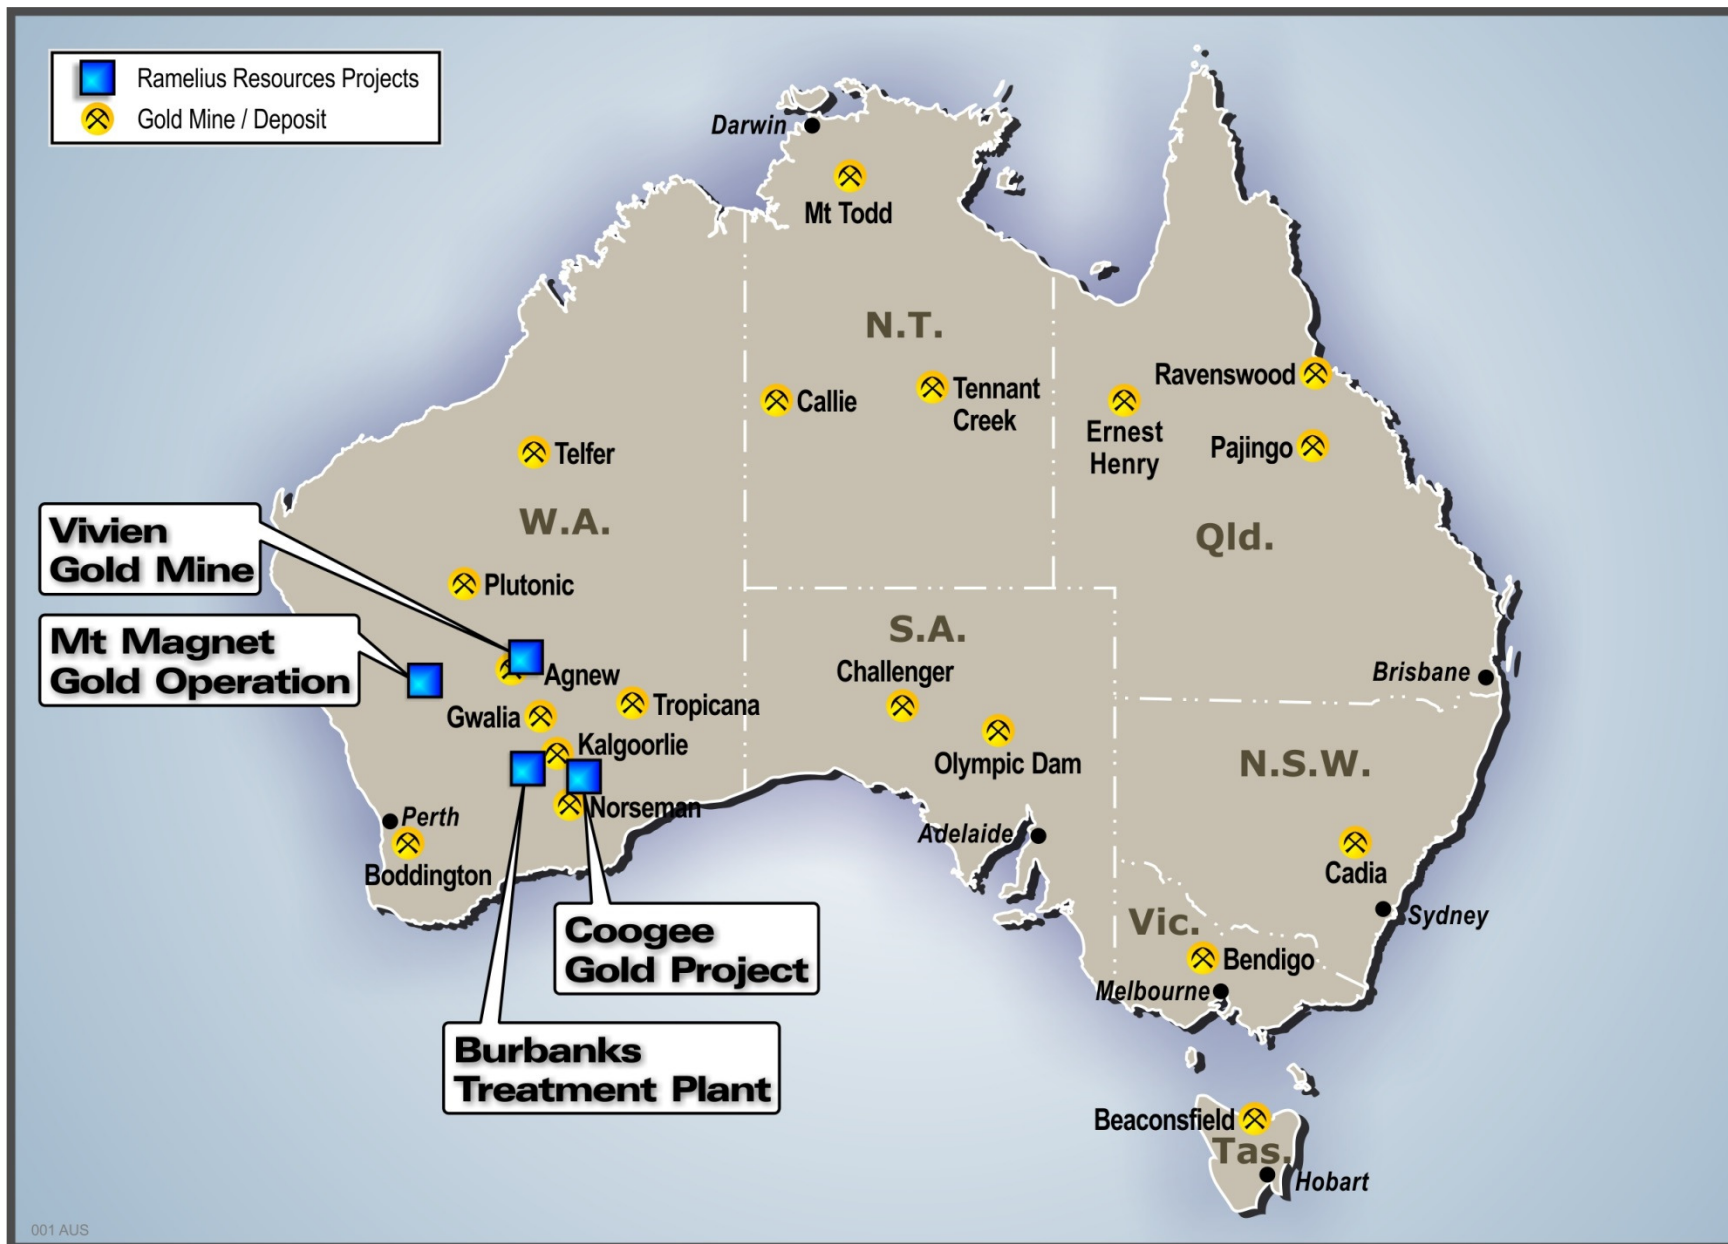 Ramelius Resources Projects
Gold Mine / Deposit
Darwin
Mt Todd
N.T.
Ravenswood
Callie
Tennant
Creek
Ernest
Henry
Pajingo
Telfer
W.A.
Qld.
Vivien
Gold Mine
Plutonic
Mt Magnet
Gold Operation
S.A.
Challenger
Agnew
Brisbane
Tropicana
Gwalia
Kalgoorlie
Olympic Dam
N.S.W.
Norseman
Perth
Adelaide
Boddington
Cadia
Sydney
Vic.
Coogee
Gold Project
Bendigo
Melbourne
Burbanks
Treatment Plant
Beaconsfield
Tas.
Hobart
001 AUS